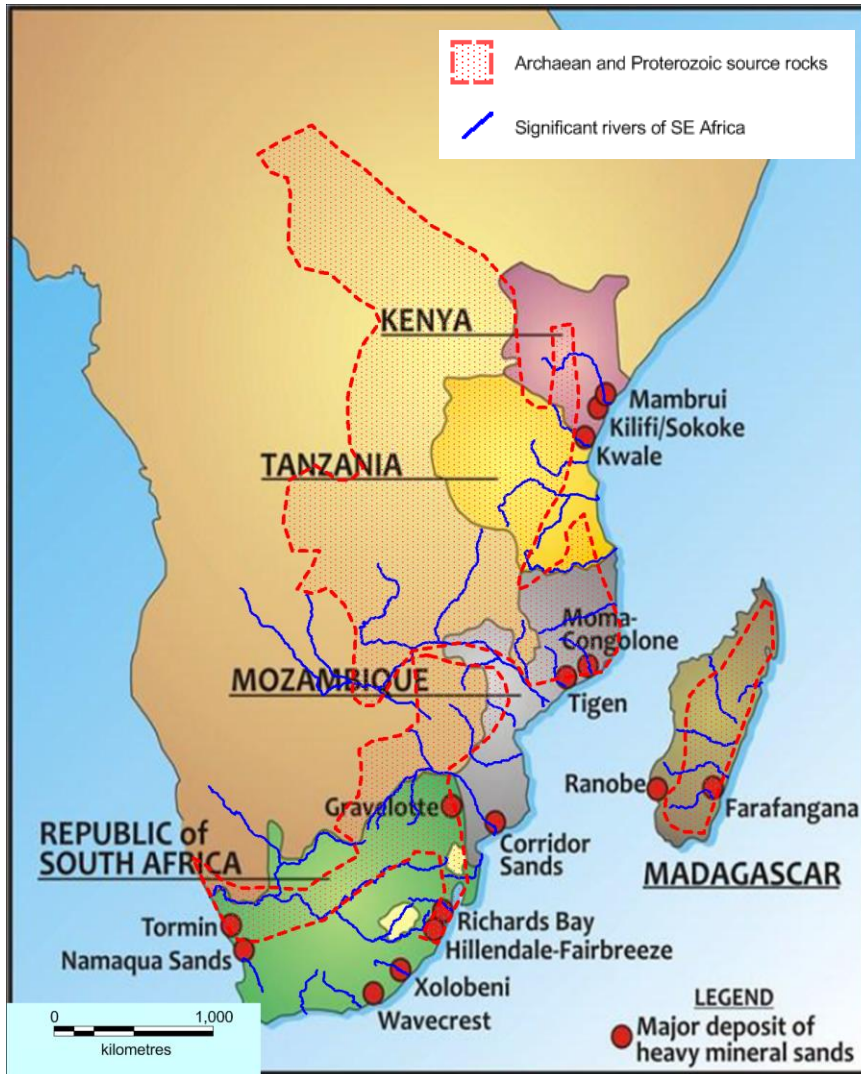 Archaean and Proterozoic source rocks
Significant rivers of SE Africa
KENYA
Mambrui
Kilifi/Sokoke
Kwale
TANZANIA
Moma-
Congolone
MOZAMBIQUE
Tigen
Ranobe
Farafangana
Gravelotte
Corridor
Sands
REPUBLIC of
SOUTH AFRICA
MADAGASCAR
Tormin
Richards Bay
Hillendale-Fairbreeze
Namaqua Sands
Xolobeni
Wavecrest
LEGEND
Major deposit of
heavy mineral sands
0 1,000
kilometres